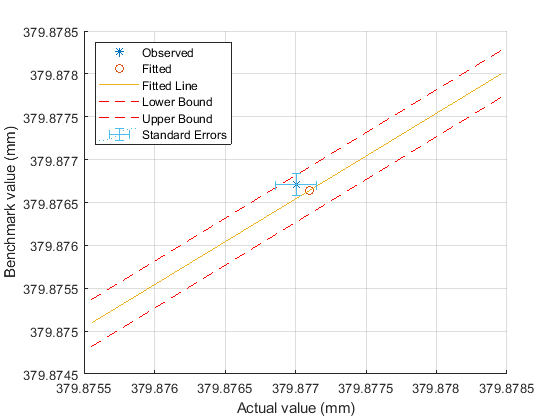 379.8785
379.878
379.8775
379.877
379.8765
379.876
379.8755
379.875
379.8745
Benchmark value (mm)
Observed
Fitted
Fitted Line
Lower Bound
Upper Bound
Standard Errors
379.8755 379.876 379.8765 379.877 379.8775 379.878 379.8785
Actual value (mm)